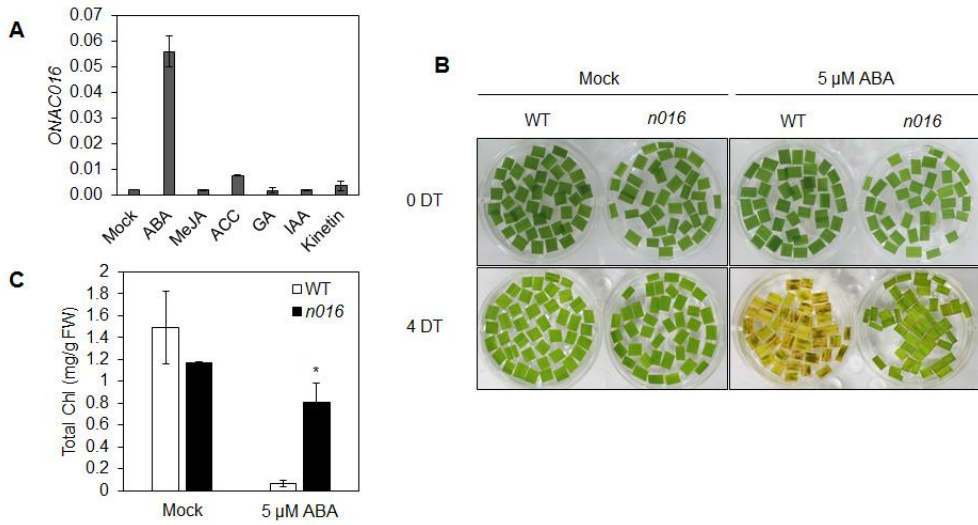 A
ONAC016
0.07
0.06
0.05
0.04
0.03
0.02
0.01
0.00
Mock
ABA
MeJA
ACC
GA
IAA
Kinetin
B
Mock
5 µM ABA
WT
n016
WT
n016
0 DT
4 DT
C
Total Chl (mg/g FW)
2
1.8
1.6
1.4
1.2
1
0.8
0.6
0.4
0.2
0
WT
n016
*
Mock
5 µM ABA